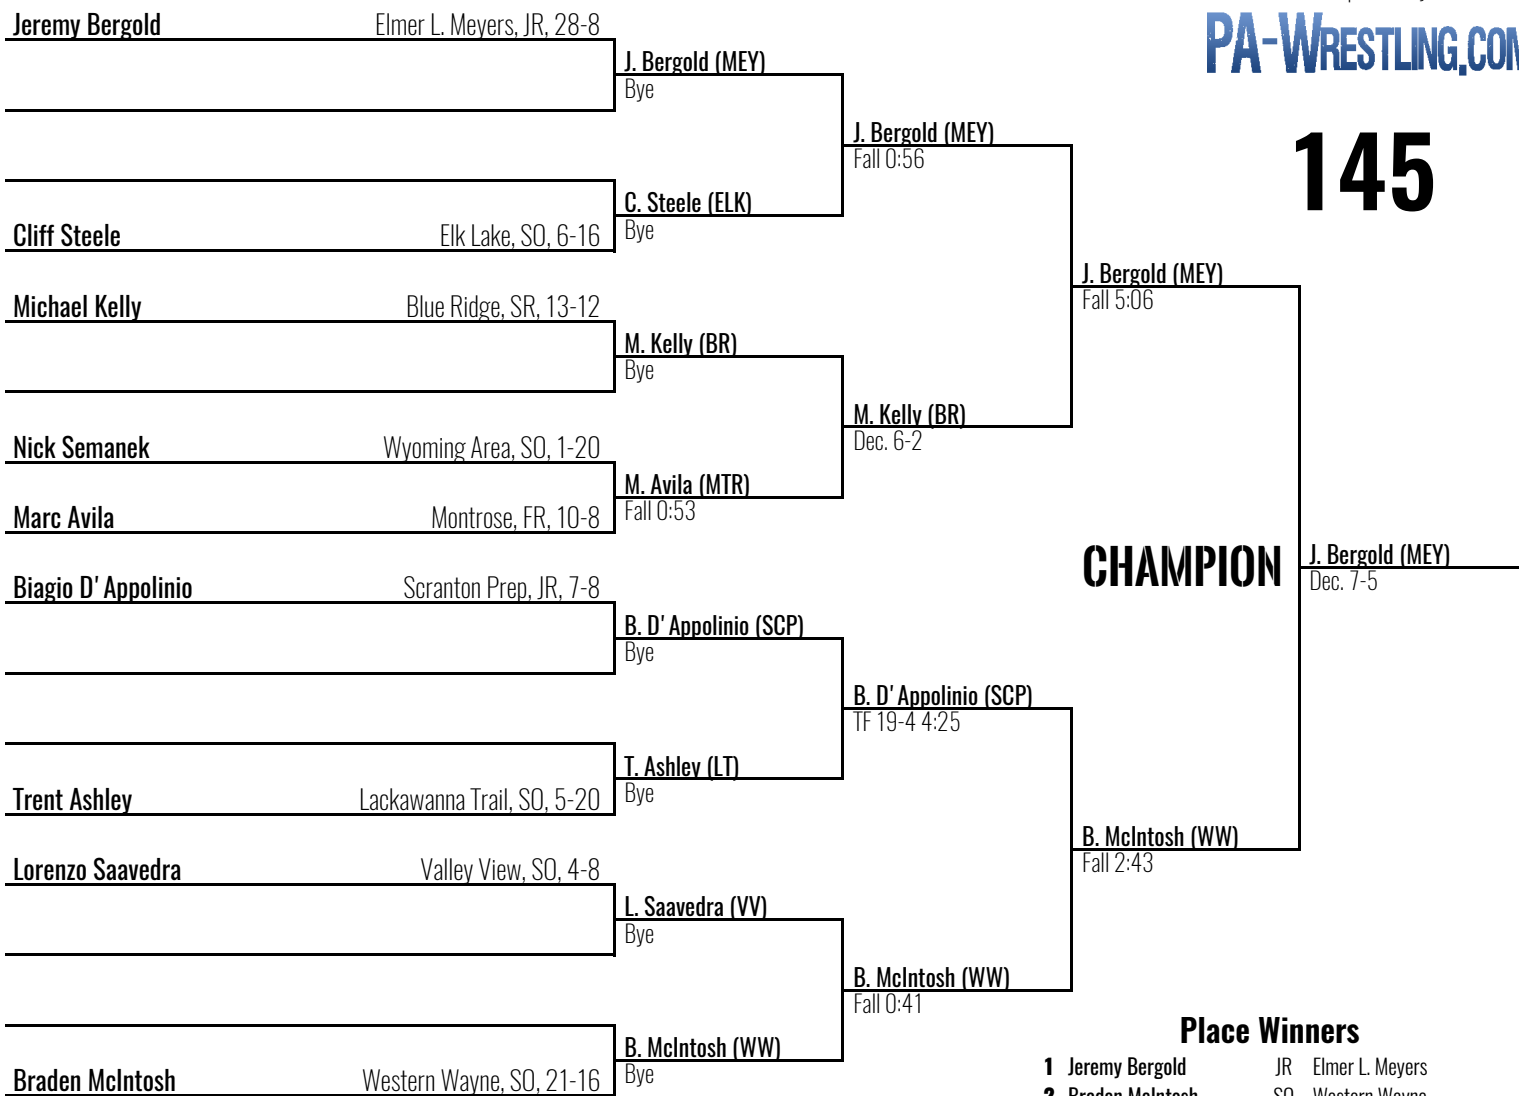 Jeremy Bergold Elmer L. Meyers, JR, 28-8
J. Bergold (MEY)
Bye
J. Bergold (MEY)
Fall 0:56
C. Steele (ELK)
Bye
Cliff Steele Elk Lake, SO, 6-16
Michael Kelly Blue Ridge, SR, 13-12
M. Kelly (BR)
Bye
M. Kelly (BR)
Dec. 6-2
Nick Semanek Wyoming Area, SO, 1-20
M. Avila (MTR)
Fall 0:53
Marc Avila Montrose, FR, 10-8
J. Bergold (MEY)
Fall 5:06
PA-WRESTLING.COM
145
CHAMPION
J. Bergold (MEY)
Dec. 7-5
Biagio D'Appolinio Scranton Prep, JR, 7-8
B. D'Appolinio (SCP)
Bye
B. D'Appolinio (SCP)
TF 19-4 4:25
T. Ashley (LT)
Bye
Trent Ashley Lackawanna Trail, SO, 5-20
B. McIntosh (WW)
Fall 2:43
Lorenzo Saavedra Valley View, SO, 4-8
L. Saavedra (VV)
Bye
B. McIntosh (WW)
Fall 0:41
B. McIntosh (WW)
Bye
Braden McIntosh Western Wayne, SO, 21-16
Place Winners
1 Jeremy Bergold JR Elmer L. Meyers
2 Braden McIntosh SO Western Wayne